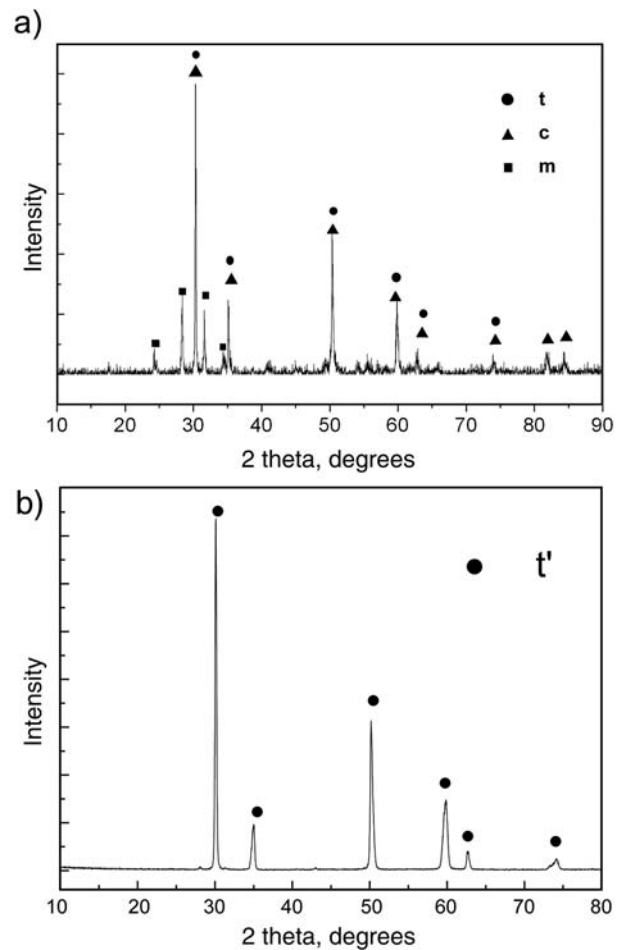 a)
t
c
m
Intensity
10 20 30 40 50 60 70 80 90
2 theta, degrees
b)
t'
Intensity
10 20 30 40 50 60 70 80
2 theta, degrees